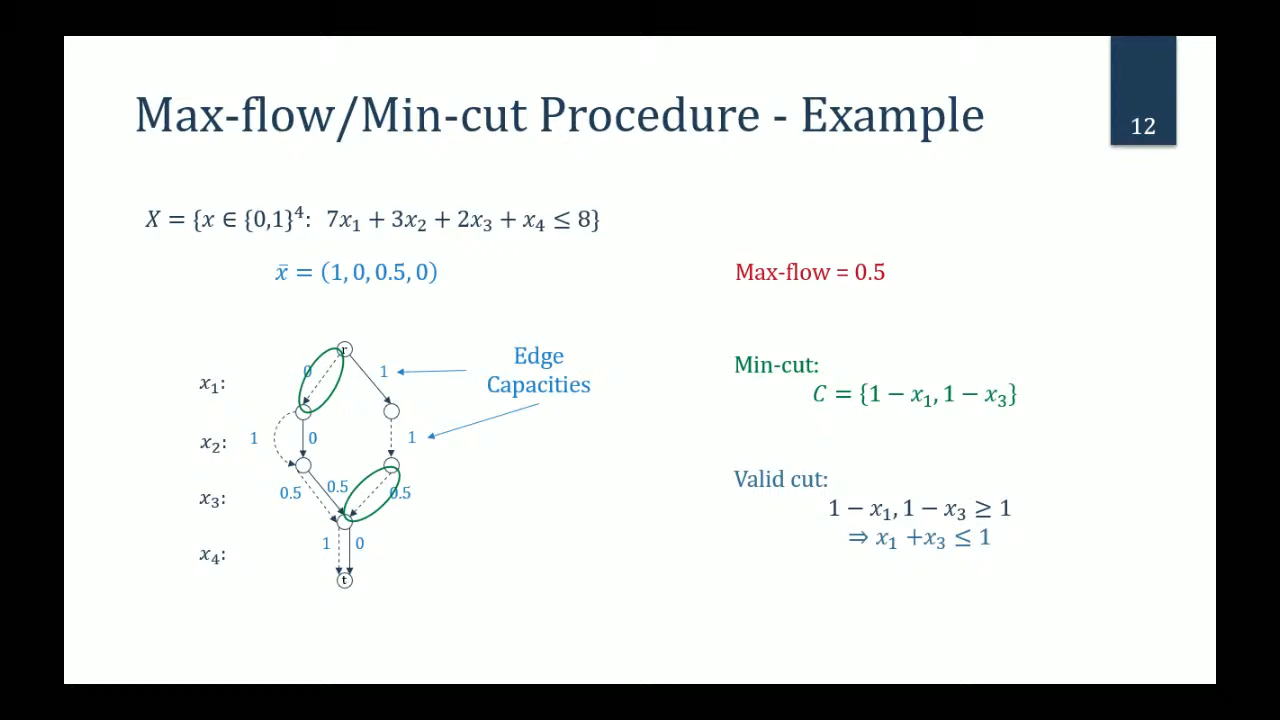 Max-flow/Min-cut Procedure - Example
12
X = {x ∈ {0,1}⁴: 7x₁ + 3x₂ + 2x₃ + x₄ ≤ 8}
x̄ = (1, 0, 0.5, 0)
Max-flow = 0.5
r
Edge
Capacities
x₁:
0
1
x₂:
1
0
1
x₃:
0.5
0.5
0.5
x₄:
1
0
t
Min-cut:
C = {1 − x₁, 1 − x₃}
Valid cut:
1 − x₁, 1 − x₃ ≥ 1
⇒ x₁ +x₃ ≤ 1